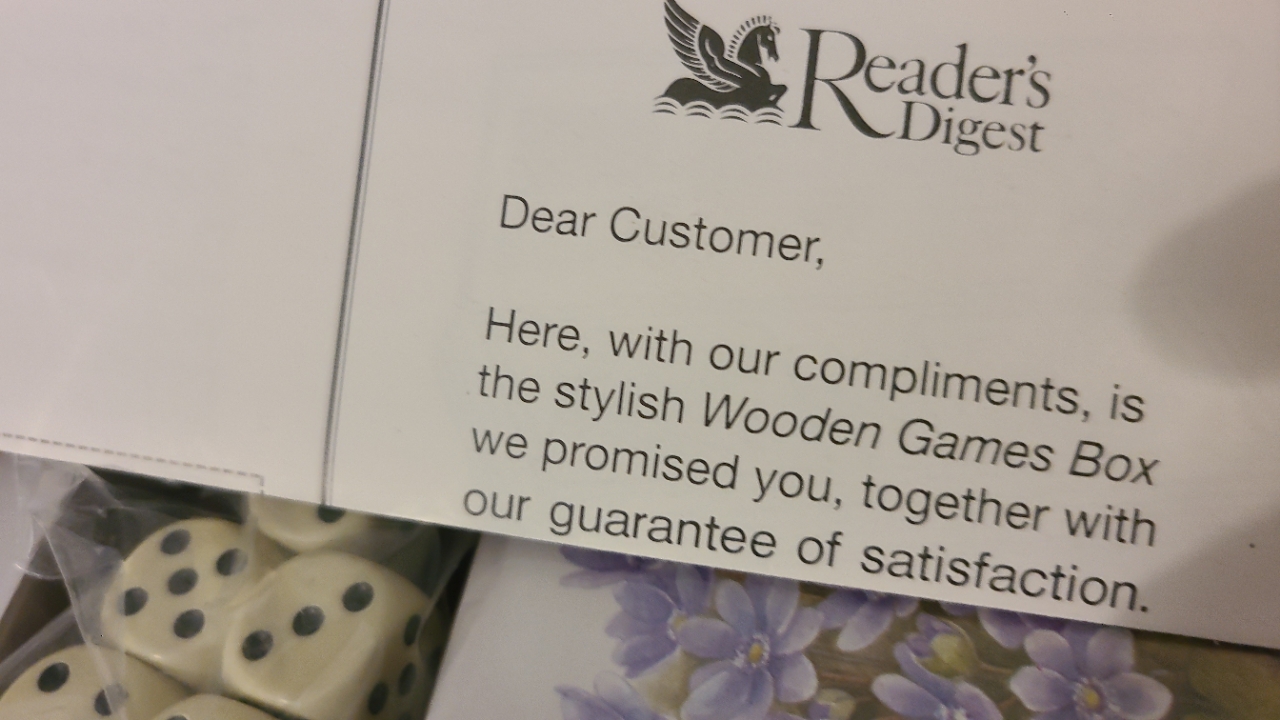 Reader's
Digest
Dear Customer,
Here, with our compliments, is
the stylish Wooden Games Box
we promised you, together with
our guarantee of satisfaction.